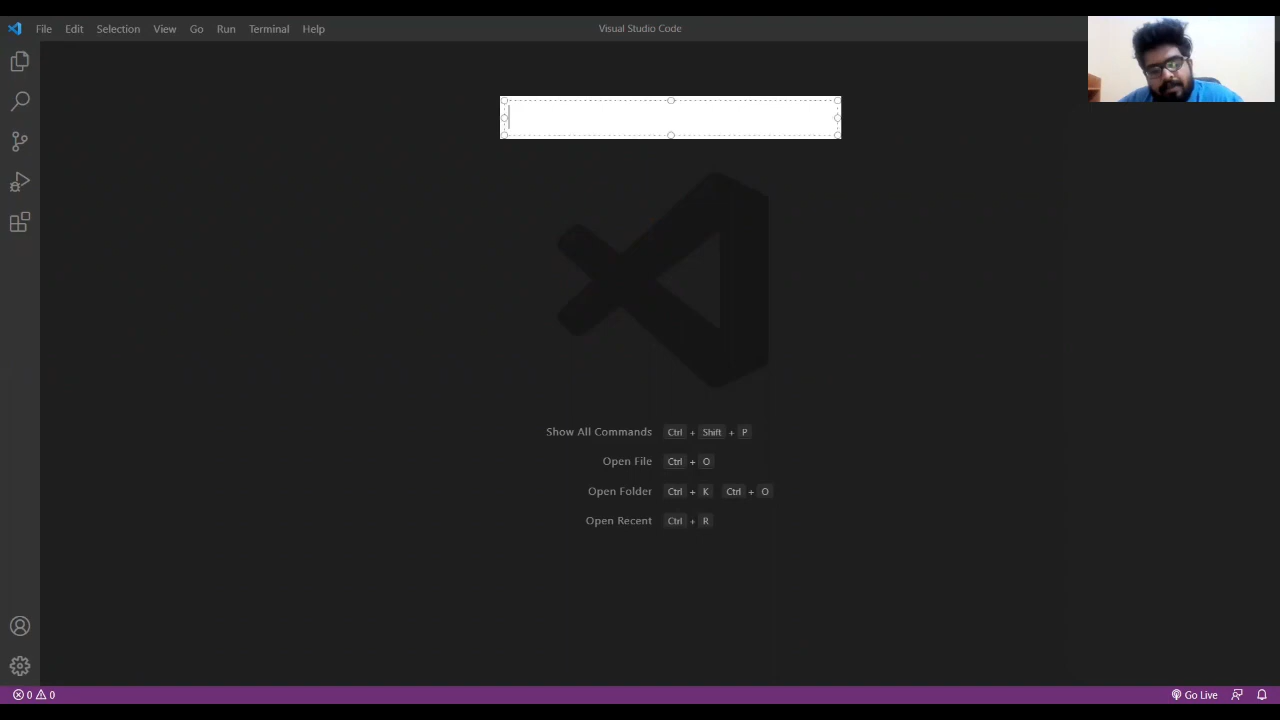 File Edit Selection View Go Run Terminal Help Visual Studio Code
Show All Commands Ctrl + Shift + P
Open File Ctrl + O
Open Folder Ctrl + K Ctrl + O
Open Recent Ctrl + R
0 0 Go Live